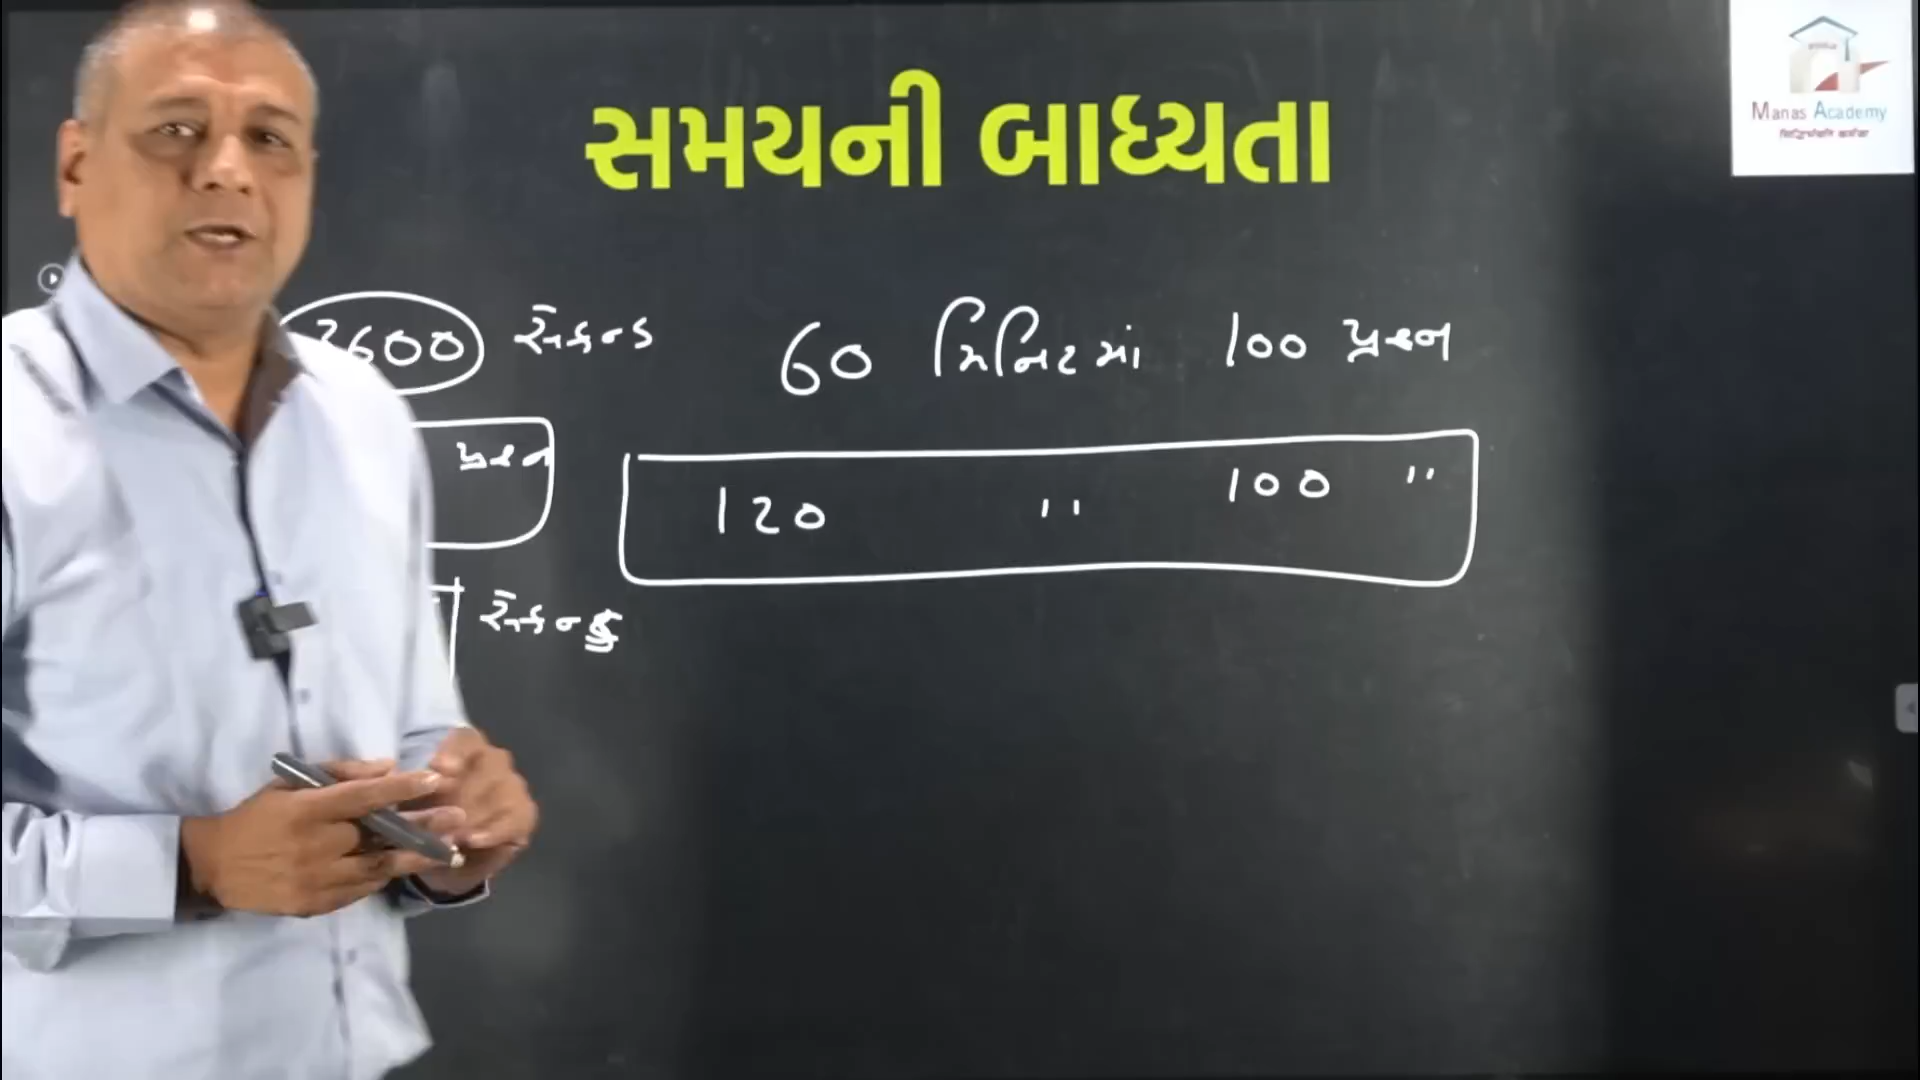 સમયની બાધ્યતા
Manas Academy
3600 સેકન્ડ
60 મિનિટમાં 100 પ્રશ્ન
પ્રશ્ન
120 " 100 "
સેકન્ડ